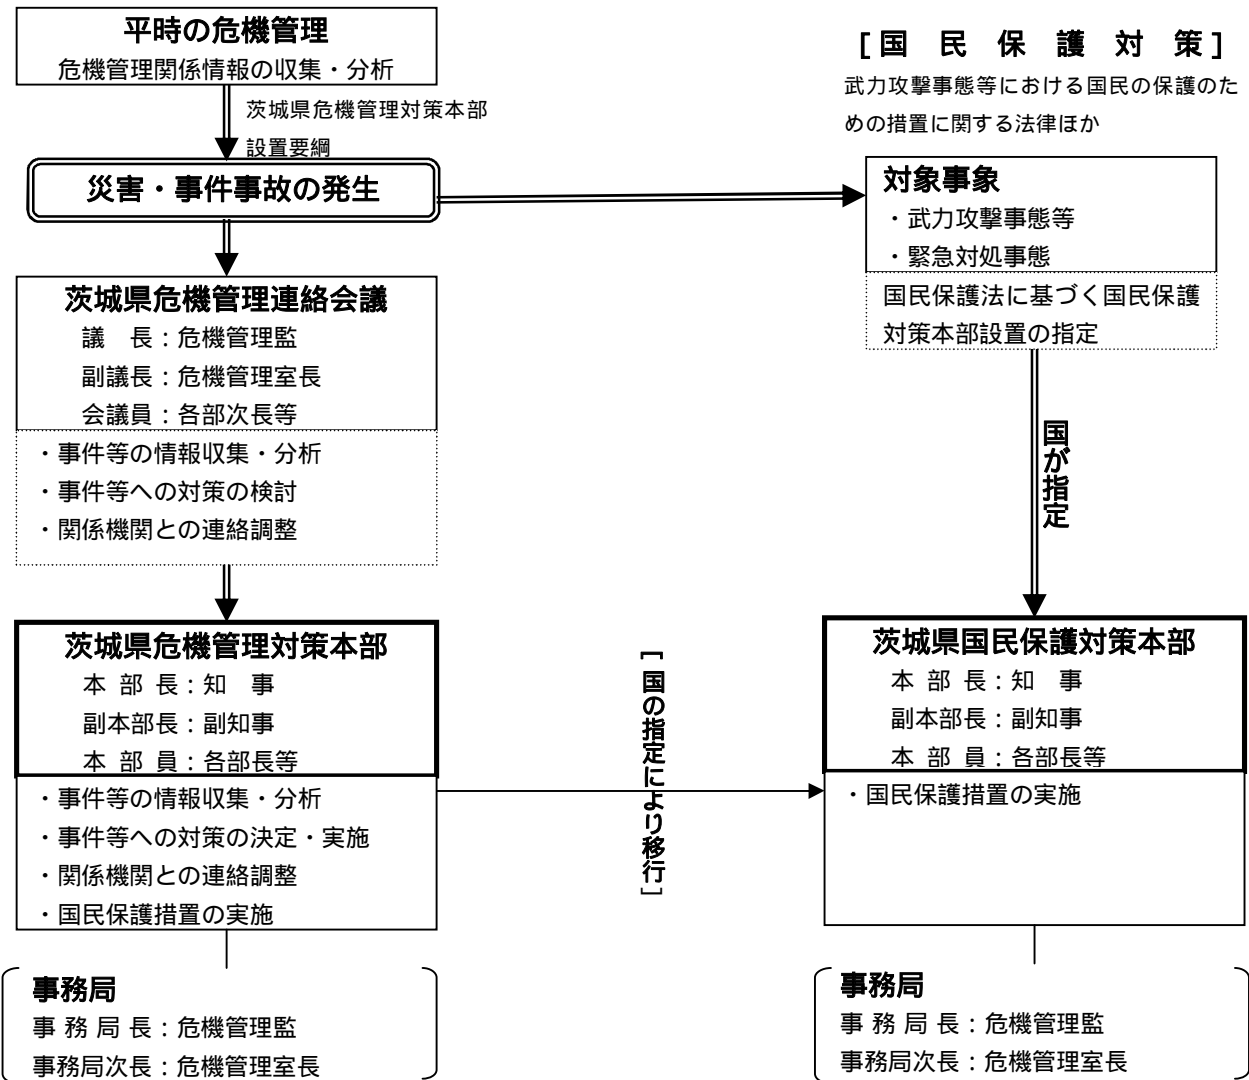 平時の危機管理
危機管理関係情報の収集・分析
茨城県危機管理対策本部
設置要綱
災害・事件事故の発生
茨城県危機管理連絡会議
議　長：危機管理監
副議長：危機管理室長
会議員：各部次長等
・事件等の情報収集・分析
・事件等への対策の検討
・関係機関との連絡調整
茨城県危機管理対策本部
本 部 長：知　事
副本部長：副知事
本 部 員：各部長等
・事件等の情報収集・分析
・事件等への対策の決定・実施
・関係機関との連絡調整
・国民保護措置の実施
事務局
事 務 局 長：危機管理監
事務局次長：危機管理室長
[国の指定により移行]
[国　民　保　護　対　策]
武力攻撃事態等における国民の保護のた
めの措置に関する法律ほか
対象事象
・武力攻撃事態等
・緊急対処事態
国民保護法に基づく国民保護
対策本部設置の指定
国が指定
茨城県国民保護対策本部
本 部 長：知　事
副本部長：副知事
本 部 員：各部長等
・国民保護措置の実施
事務局
事 務 局 長：危機管理監
事務局次長：危機管理室長